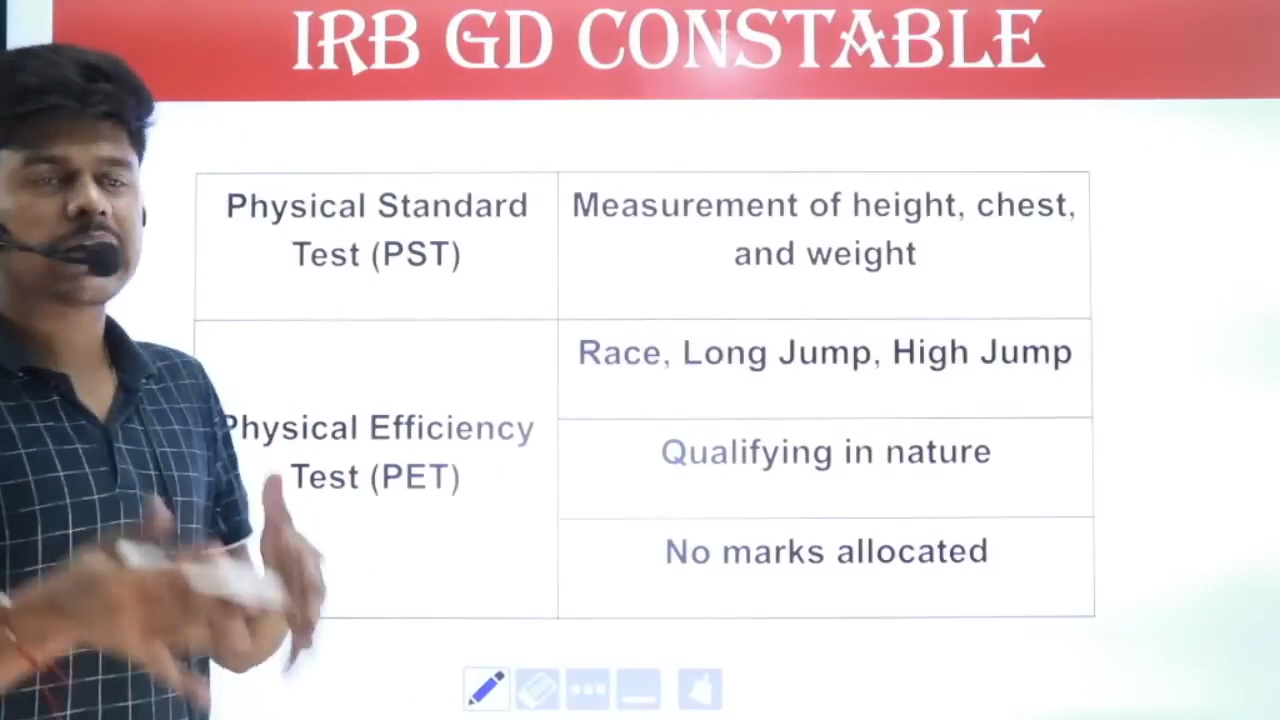 IRB GD CONSTABLE
Physical Standard
Test (PST)
Measurement of height, chest,
and weight
Physical Efficiency
Test (PET)
Race, Long Jump, High Jump
Qualifying in nature
No marks allocated